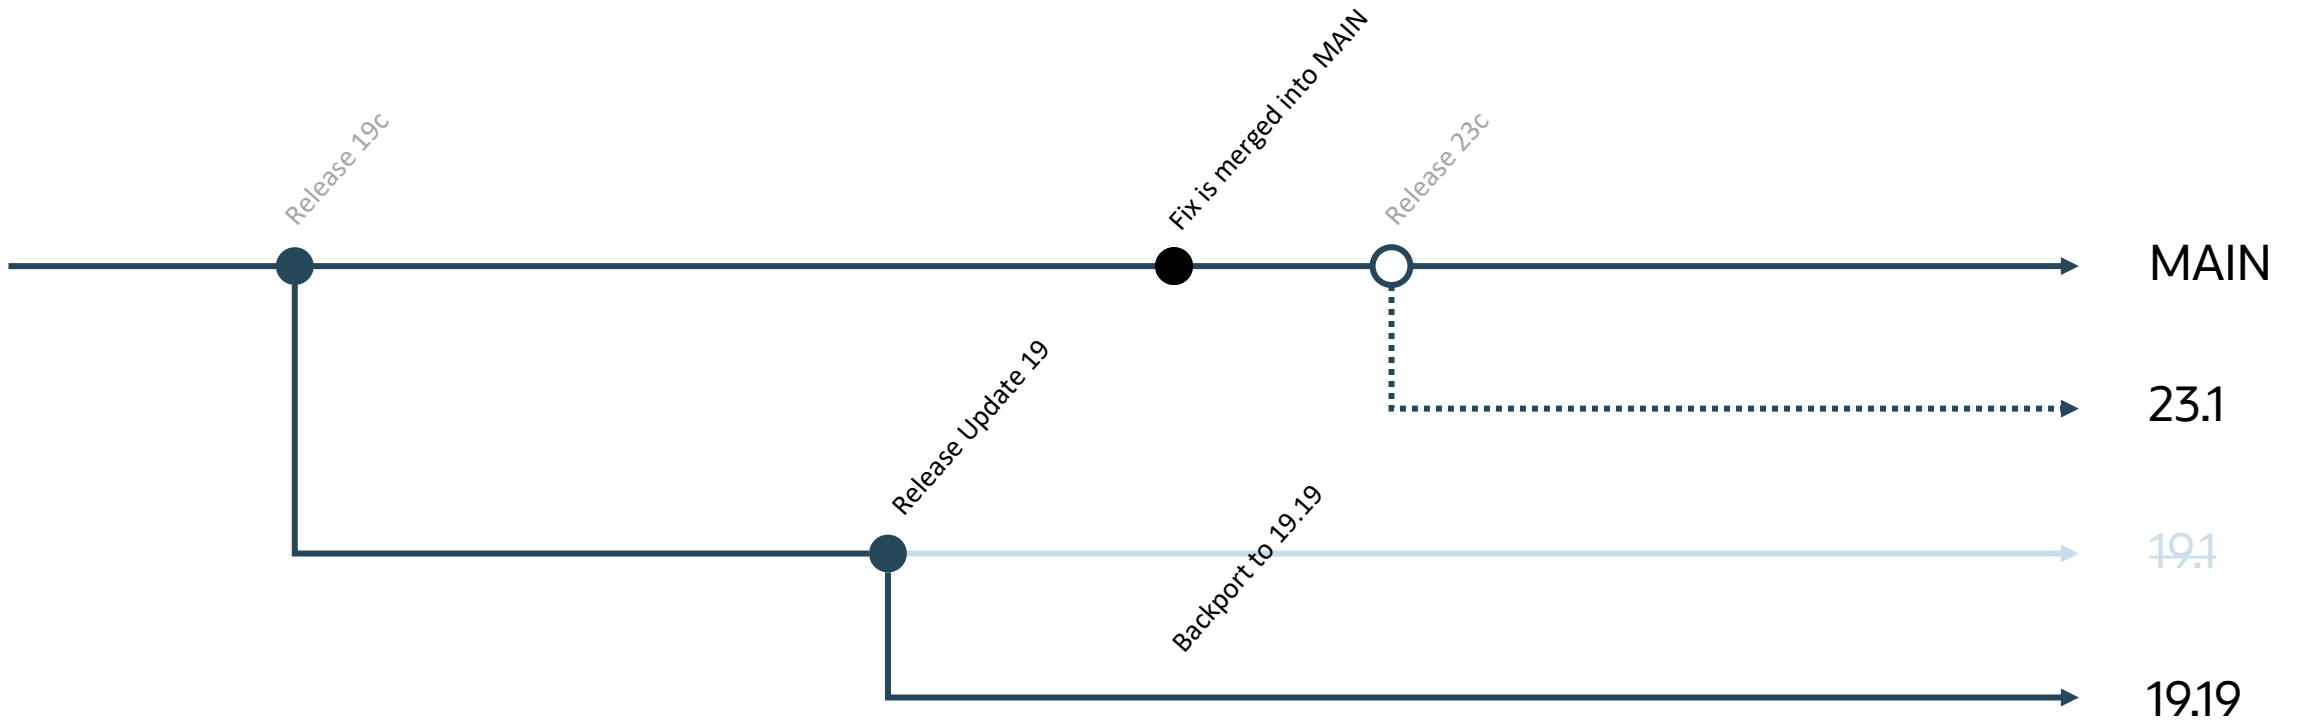 Release 19c
Fix is merged into MAIN
Release 23c
MAIN
Release Update 19
23.1
Backport to 19.19
19.1
19.19